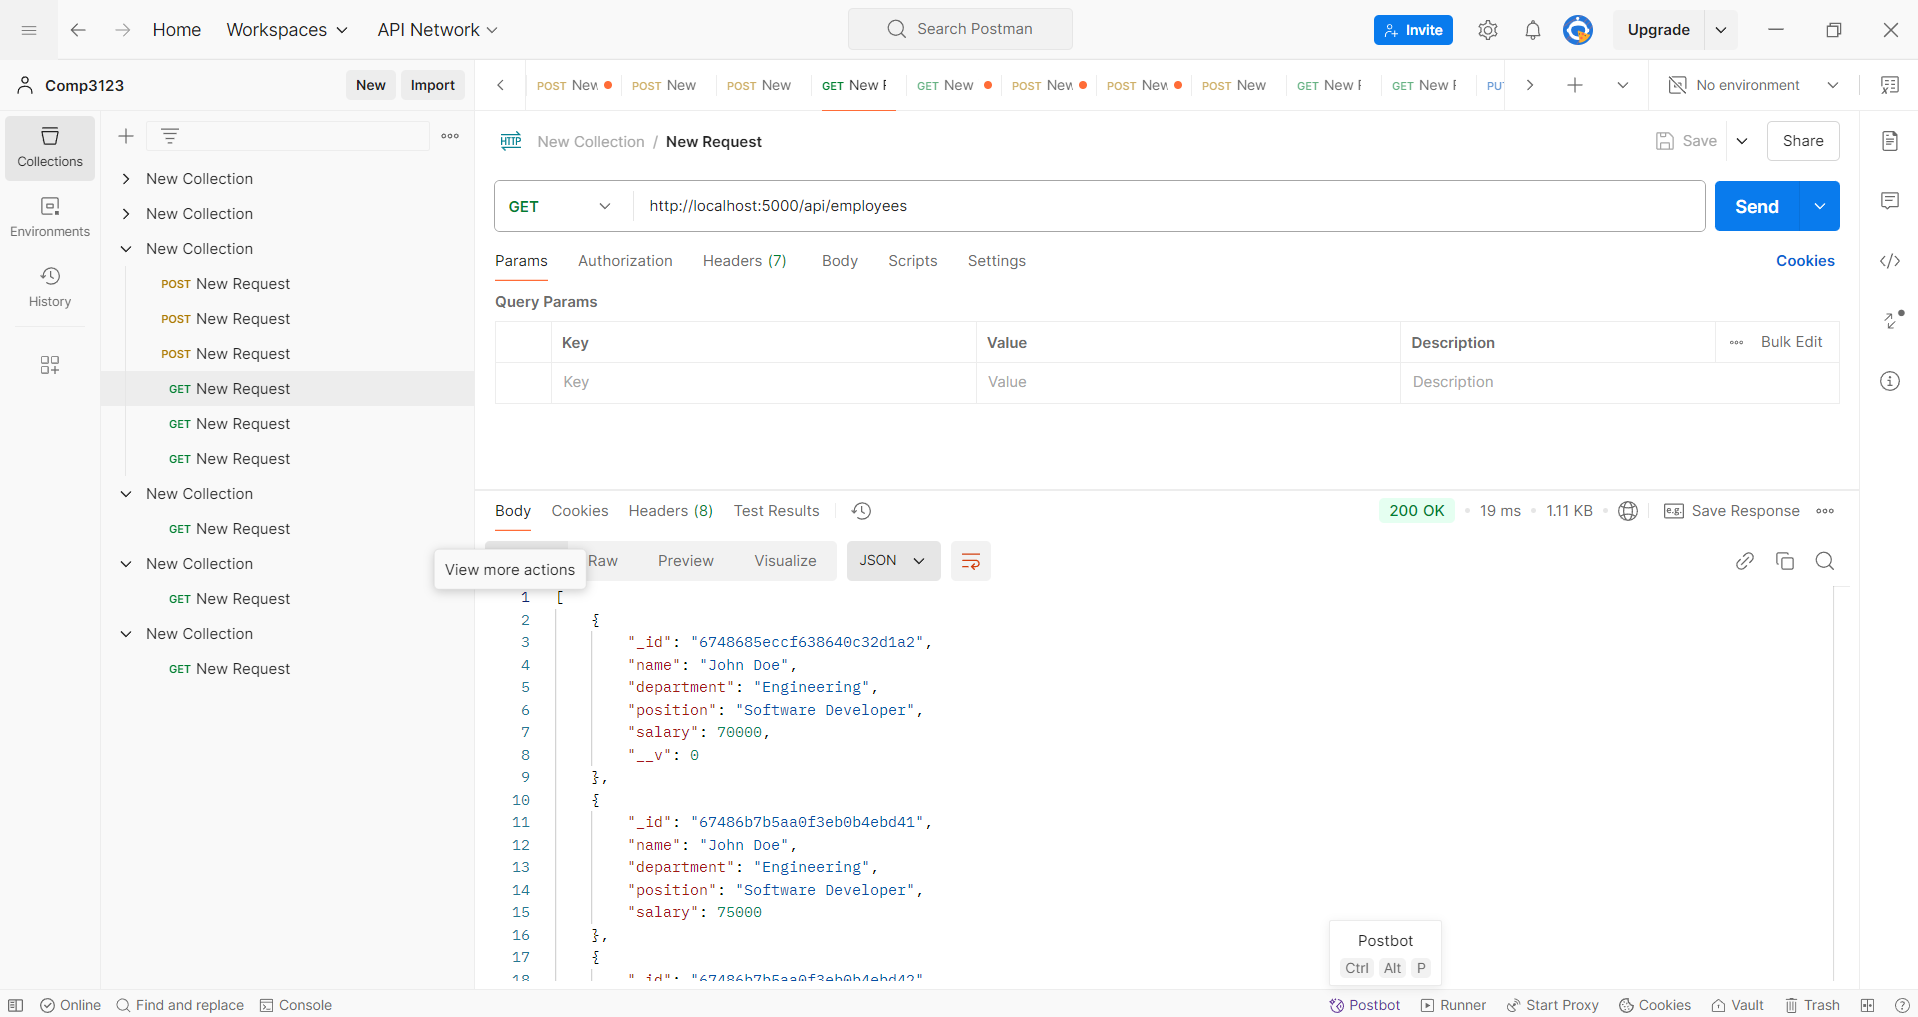 Home Workspaces API Network Search Postman Invite Upgrade
Comp3123 New Import
POST New POST New POST New GET New GET New POST New POST New POST New GET New GET New PU No environment
Collections
Environments
History
New Collection
New Collection
New Collection
POST New Request
POST New Request
POST New Request
GET New Request
GET New Request
GET New Request
New Collection
GET New Request
New Collection
GET New Request
New Collection
GET New Request
HTTP New Collection / New Request Save Share
GET http://localhost:5000/api/employees Send
Params Authorization Headers (7) Body Scripts Settings Cookies
Query Params
Key Value Description Bulk Edit
Key Value Description
Body Cookies Headers (8) Test Results 200 OK 19 ms 1.11 KB e.g. Save Response
View more actions
Raw Preview Visualize JSON
1 [
2 {
3 "_id": "6748685eccf638640c32d1a2",
4 "name": "John Doe",
5 "department": "Engineering",
6 "position": "Software Developer",
7 "salary": 70000,
8 "__v": 0
9 },
10 {
11 "_id": "67486b7b5aa0f3eb0b4ebd41",
12 "name": "John Doe",
13 "department": "Engineering",
14 "position": "Software Developer",
15 "salary": 75000
16 },
17 {
18 "_id": "67486b7b5aa0f3eb0b4ebd42"
Postbot
Ctrl Alt P
Online Find and replace Console Postbot Runner Start Proxy Cookies Vault Trash